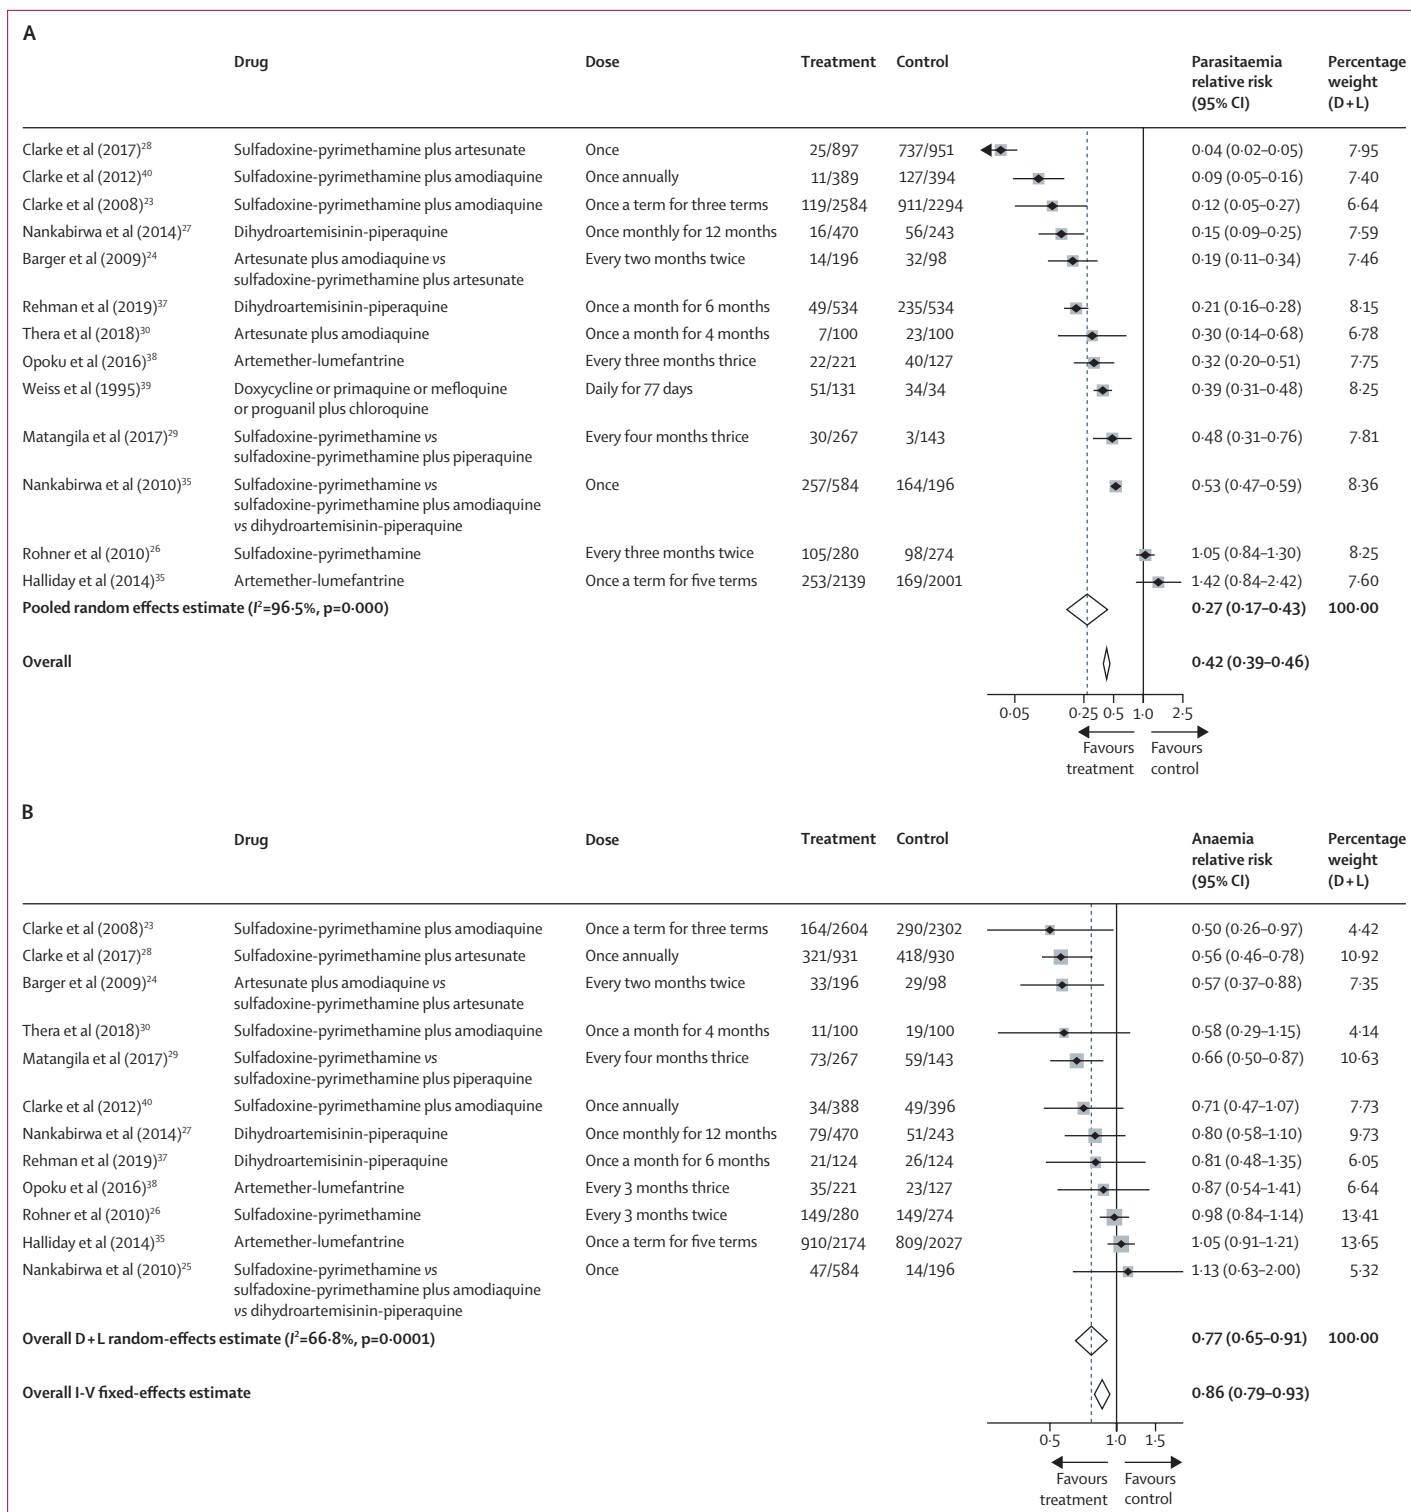 A
Drug Dose Treatment Control Parasitaemia relative risk (95% CI) Percentage weight (D+L)
Clarke et al (2017)28 Sulfadoxine-pyrimethamine plus artesunate Once 25/897 737/951 0·04 (0·02–0·05) 7·95
Clarke et al (2012)40 Sulfadoxine-pyrimethamine plus amodiaquine Once annually 11/389 127/394 0·09 (0·05–0·16) 7·40
Clarke et al (2008)23 Sulfadoxine-pyrimethamine plus amodiaquine Once a term for three terms 119/2584 911/2294 0·12 (0·05–0·27) 6·64
Nankabirwa et al (2014)27 Dihydroartemisinin-piperaquine Once monthly for 12 months 16/470 56/243 0·15 (0·09–0·25) 7·59
Barger et al (2009)24 Artesunate plus amodiaquine vs Every two months twice 14/196 32/98 0·19 (0·11–0·34) 7·46
sulfadoxine-pyrimethamine plus artesunate
Rehman et al (2019)37 Dihydroartemisinin-piperaquine Once a month for 6 months 49/534 235/534 0·21 (0·16–0·28) 8·15
Thera et al (2018)30 Artesunate plus amodiaquine Once a month for 4 months 7/100 23/100 0·30 (0·14–0·68) 6·78
Opoku et al (2016)38 Artemether-lumefantrine Every three months thrice 22/221 40/127 0·32 (0·20–0·51) 7·75
Weiss et al (1995)39 Doxycycline or primaquine or mefloquine Daily for 77 days 51/131 34/34 0·39 (0·31–0·48) 8·25
or proguanil plus chloroquine
Matangila et al (2017)29 Sulfadoxine-pyrimethamine vs Every four months thrice 30/267 3/143 0·48 (0·31–0·76) 7·81
sulfadoxine-pyrimethamine plus piperaquine
Nankabirwa et al (2010)35 Sulfadoxine-pyrimethamine vs Once 257/584 164/196 0·53 (0·47–0·59) 8·36
sulfadoxine-pyrimethamine plus amodiaquine
vs dihydroartemisinin-piperaquine
Rohner et al (2010)26 Sulfadoxine-pyrimethamine Every three months twice 105/280 98/274 1·05 (0·84–1·30) 8·25
Halliday et al (2014)35 Artemether-lumefantrine Once a term for five terms 253/2139 169/2001 1·42 (0·84–2·42) 7·60
Pooled random effects estimate (I2=96·5%, p=0·000) 0·27 (0·17–0·43) 100·00
Overall 0·42 (0·39–0·46)
0·05 0·25 0·5 1·0 2·5
Favours treatment Favours control
B
Drug Dose Treatment Control Anaemia relative risk (95% CI) Percentage weight (D+L)
Clarke et al (2008)23 Sulfadoxine-pyrimethamine plus amodiaquine Once a term for three terms 164/2604 290/2302 0·50 (0·26–0·97) 4·42
Clarke et al (2017)28 Sulfadoxine-pyrimethamine plus artesunate Once annually 321/931 418/930 0·56 (0·46–0·78) 10·92
Barger et al (2009)24 Artesunate plus amodiaquine vs Every two months twice 33/196 29/98 0·57 (0·37–0·88) 7·35
sulfadoxine-pyrimethamine plus artesunate
Thera et al (2018)30 Sulfadoxine-pyrimethamine plus amodiaquine Once a month for 4 months 11/100 19/100 0·58 (0·29–1·15) 4·14
Matangila et al (2017)29 Sulfadoxine-pyrimethamine vs Every four months thrice 73/267 59/143 0·66 (0·50–0·87) 10·63
sulfadoxine-pyrimethamine plus piperaquine
Clarke et al (2012)40 Sulfadoxine-pyrimethamine plus amodiaquine Once annually 34/388 49/396 0·71 (0·47–1·07) 7·73
Nankabirwa et al (2014)27 Dihydroartemisinin-piperaquine Once monthly for 12 months 79/470 51/243 0·80 (0·58–1·10) 9·73
Rehman et al (2019)37 Dihydroartemisinin-piperaquine Once a month for 6 months 21/124 26/124 0·81 (0·48–1·35) 6·05
Opoku et al (2016)38 Artemether-lumefantrine Every 3 months thrice 35/221 23/127 0·87 (0·54–1·41) 6·64
Rohner et al (2010)26 Sulfadoxine-pyrimethamine Every 3 months twice 149/280 149/274 0·98 (0·84–1·14) 13·41
Halliday et al (2014)35 Artemether-lumefantrine Once a term for five terms 910/2174 809/2027 1·05 (0·91–1·21) 13·65
Nankabirwa et al (2010)25 Sulfadoxine-pyrimethamine vs Once 47/584 14/196 1·13 (0·63–2·00) 5·32
sulfadoxine-pyrimethamine plus amodiaquine
vs dihydroartemisinin-piperaquine
Overall D+L random-effects estimate (I2=66·8%, p=0·0001) 0·77 (0·65–0·91) 100·00
Overall I-V fixed-effects estimate 0·86 (0·79–0·93)
0·5 1·0 1·5
Favours treatment Favours control